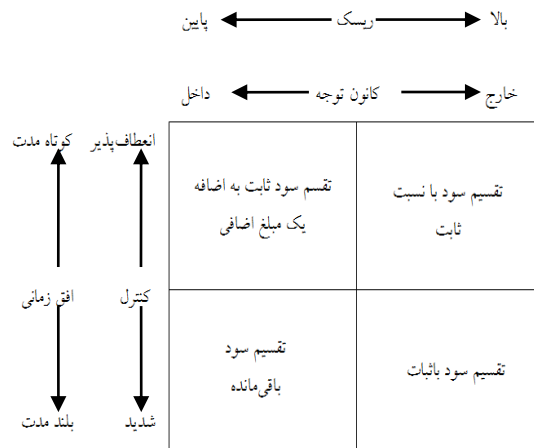 بالا ریسک پایین
خارج کانون توجه داخل
انعطاف‌پذیر کوتاه مدت
تقسیم سود با نسبت
ثابت
تقسم سود ثابت به اضافه
یک مبلغ اضافی
کنترل افق زمانی
تقسیم سود باثبات
تقسیم سود
باقی‌مانده
شدید بلند مدت